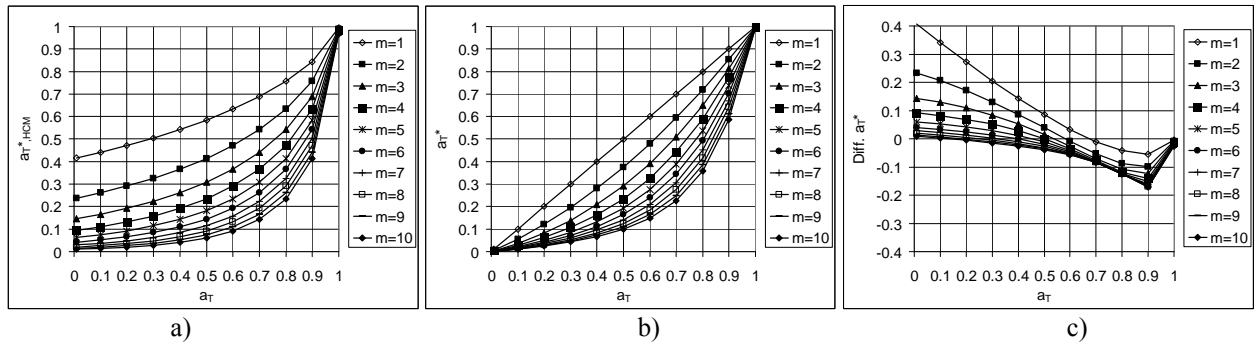 1
0.9
0.8
0.7
0.6
0.5
0.4
0.3
0.2
0.1
0
aT*,HCM
0 0.1 0.2 0.3 0.4 0.5 0.6 0.7 0.8 0.9 1
aT
m=1
m=2
m=3
m=4
m=5
m=6
m=7
m=8
m=9
m=10
a)
1
0.9
0.8
0.7
0.6
0.5
0.4
0.3
0.2
0.1
0
aT*
0 0.1 0.2 0.3 0.4 0.5 0.6 0.7 0.8 0.9 1
aT
m=1
m=2
m=3
m=4
m=5
m=6
m=7
m=8
m=9
m=10
b)
0.4
0.3
0.2
0.1
0
-0.1
-0.2
-0.3
-0.4
Diff. aT*
0 0.1 0.2 0.3 0.4 0.5 0.6 0.7 0.8 0.9 1
aT
m=1
m=2
m=3
m=4
m=5
m=6
m=7
m=8
m=9
m=10
c)